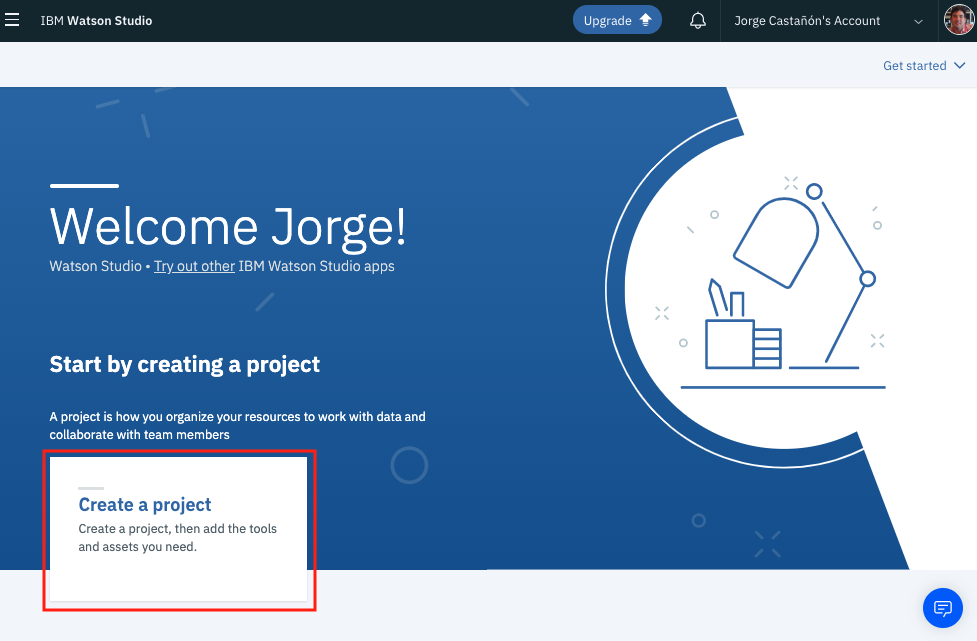 IBM Watson Studio
Upgrade
Jorge Castañón's Account
Get started
Welcome Jorge!
Watson Studio • Try out other IBM Watson Studio apps
Start by creating a project
A project is how you organize your resources to work with data and
collaborate with team members
Create a project
Create a project, then add the tools
and assets you need.